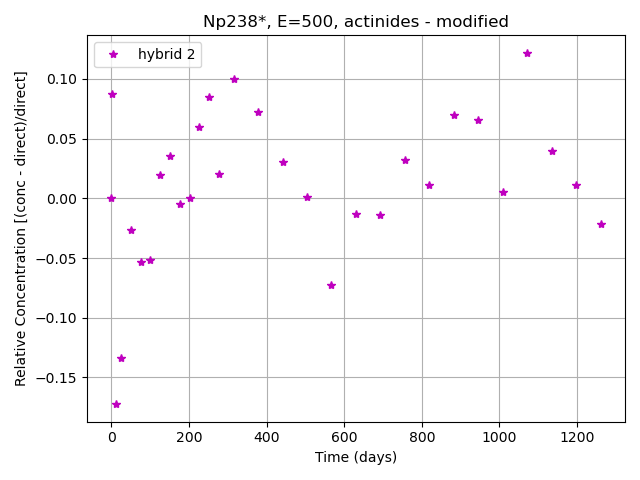 Np238*, E=500, actinides - modified
hybrid 2
Relative Concentration [(conc - direct)/direct]
0.10
0.05
0.00
−0.05
−0.10
−0.15
0 200 400 600 800 1000 1200
Time (days)